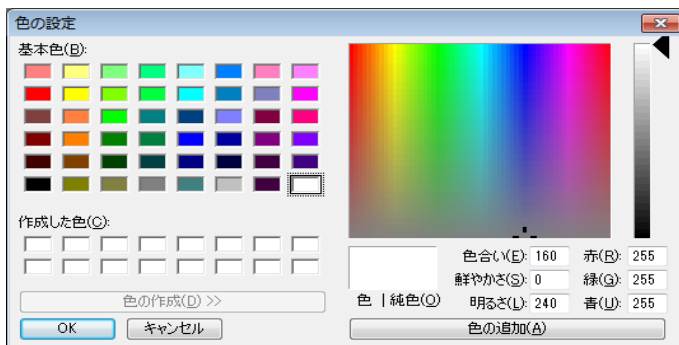 色の設定
基本色(B):
作成した色(C):
色の作成(D) >>
OK
キャンセル
色 | 純色(O)
色合い(E): 160
鮮やかさ(S): 0
明るさ(L): 240
赤(R): 255
緑(G): 255
青(U): 255
色の追加(A)